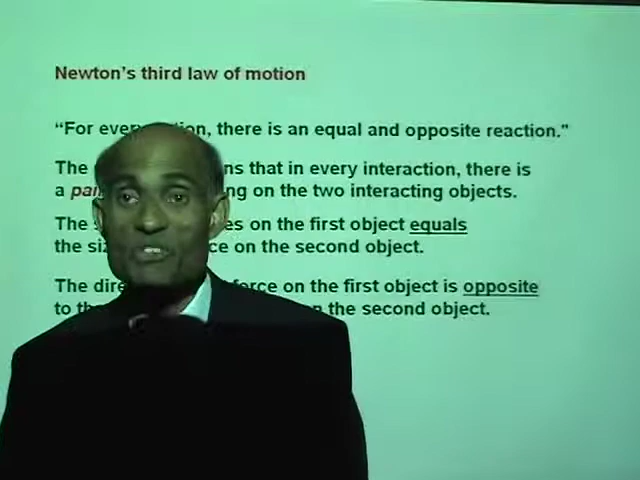 Newton's third law of motion
"For every tion, there is an equal and opposite reaction."
The ns that in every interaction, there is
a pai ng on the two interacting objects.
The s es on the first object equals
the siz ce on the second object.
The dire force on the first object is opposite
to th n the second object.